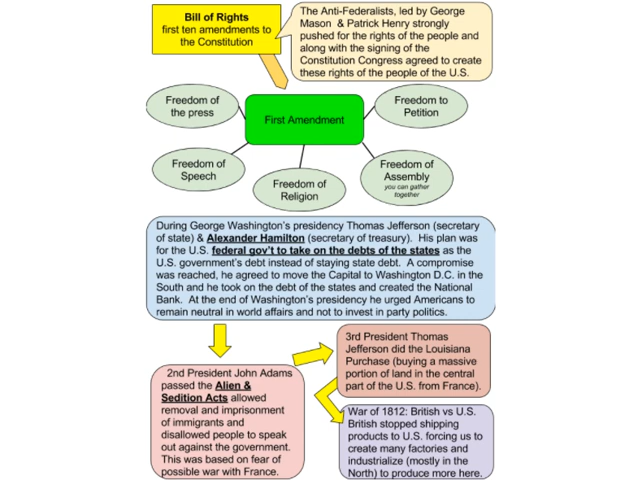 Bill of Rights
first ten amendments to
the Constitution
The Anti-Federalists, led by George
Mason & Patrick Henry strongly
pushed for the rights of the people and
along with the signing of the
Constitution Congress agreed to create
these rights of the people of the U.S.
Freedom of
the press
First Amendment
Freedom to
Petition
Freedom of
Speech
Freedom of
Religion
Freedom of
Assembly
you can gather
together
During George Washington's presidency Thomas Jefferson (secretary
of state) & Alexander Hamilton (secretary of treasury). His plan was
for the U.S. federal gov't to take on the debts of the states as the
U.S. government's debt instead of staying state debt. A compromise
was reached, he agreed to move the Capital to Washington D.C. in the
South and he took on the debt of the states and created the National
Bank. At the end of Washington's presidency he urged Americans to
remain neutral in world affairs and not to invest in party politics.
2nd President John Adams
passed the Alien &
Sedition Acts allowed
removal and imprisonment
of immigrants and
disallowed people to speak
out against the government.
This was based on fear of
possible war with France.
3rd President Thomas
Jefferson did the Louisiana
Purchase (buying a massive
portion of land in the central
part of the U.S. from France).
War of 1812: British vs U.S.
British stopped shipping
products to U.S. forcing us to
create many factories and
industrialize (mostly in the
North) to produce more here.